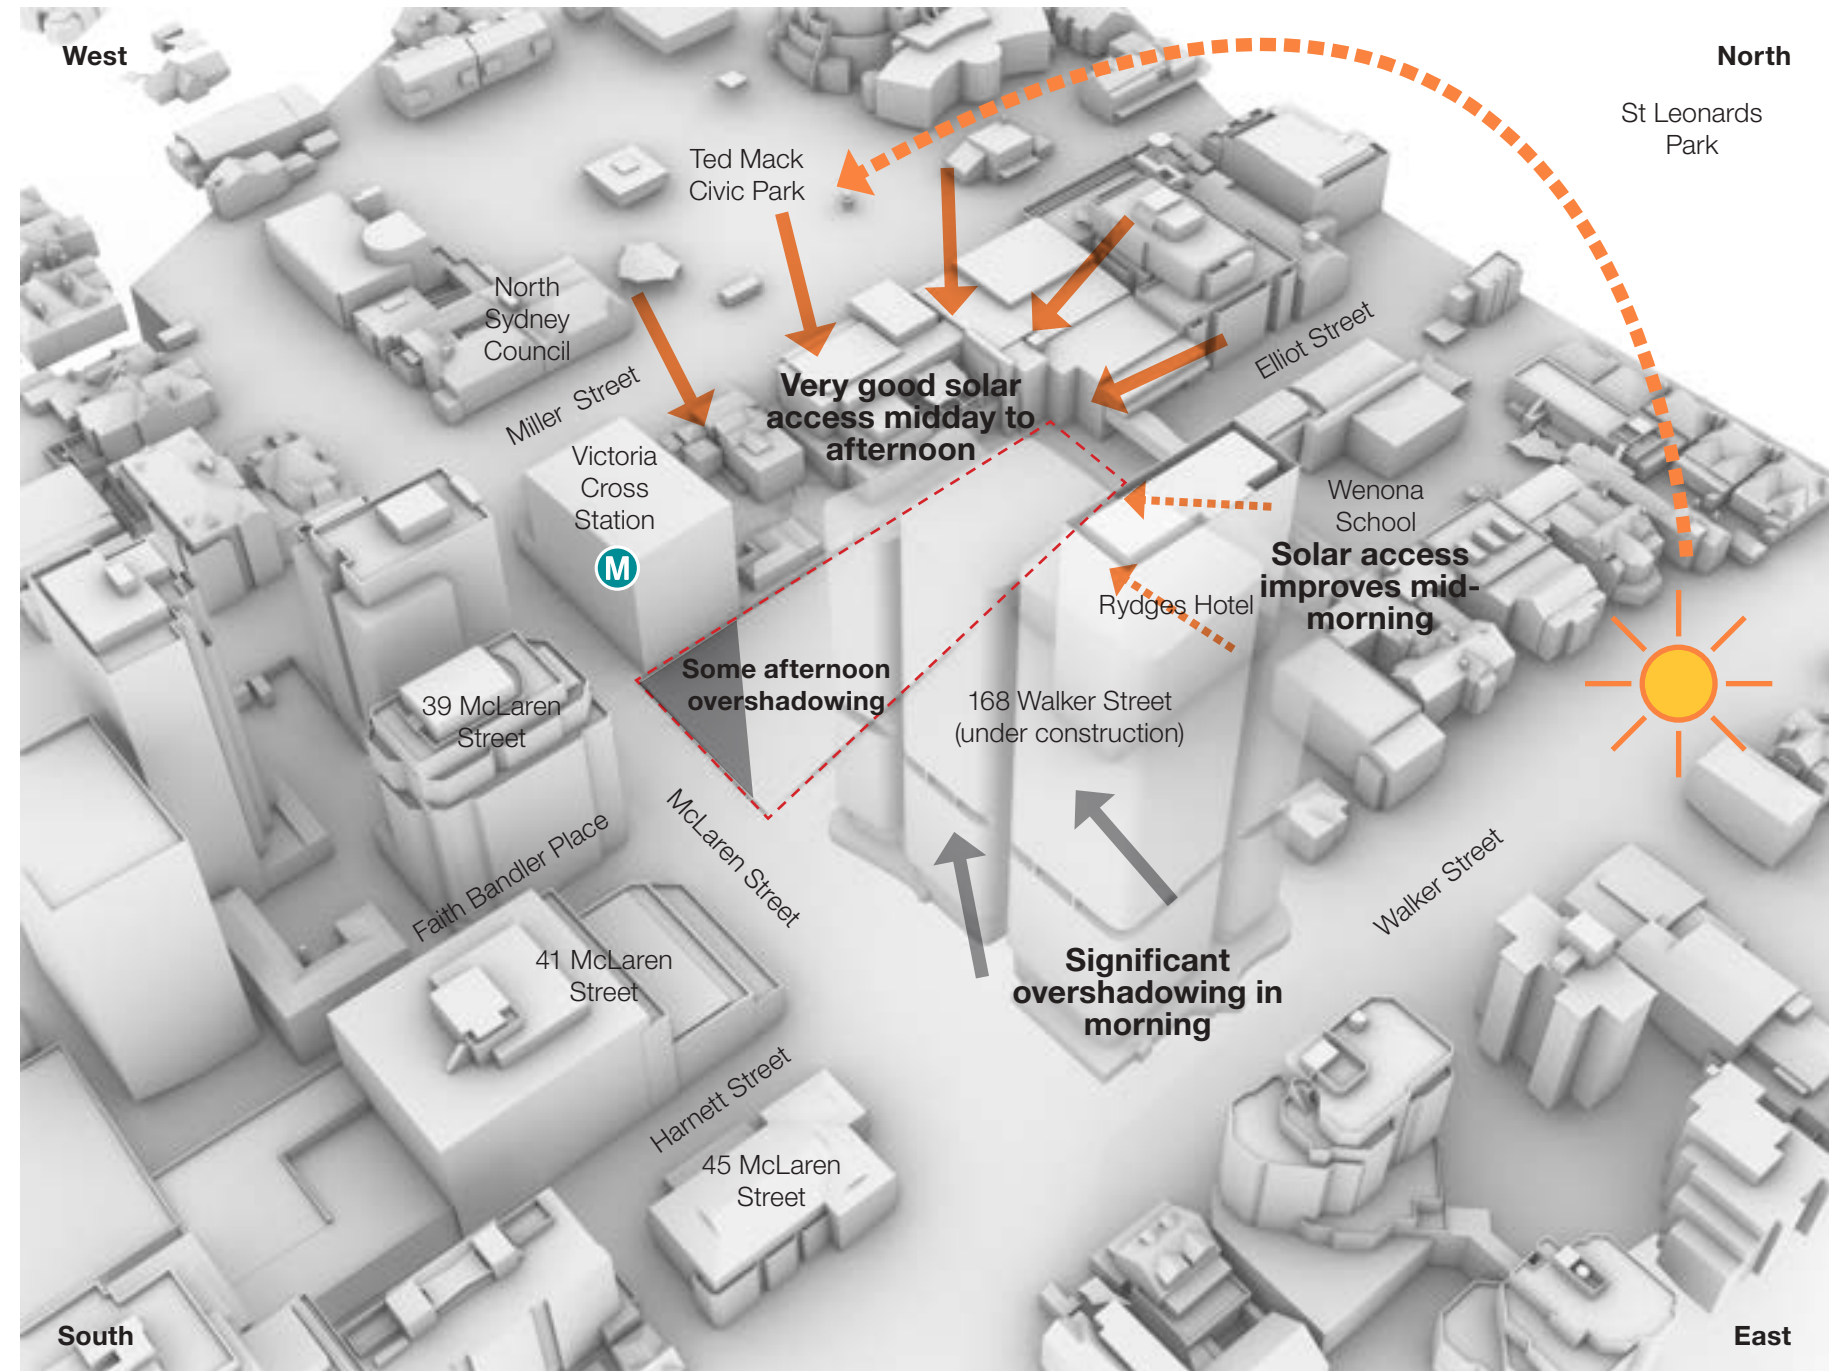 West
North
St Leonards
Park
Ted Mack
Civic Park
North
Sydney
Council
Elliot Street
Miller Street
Very good solar
access midday to
afternoon
Victoria
Cross
Station
M
Wenona
School
Solar access
improves mid-
morning
Rydges Hotel
Some afternoon
overshadowing
39 McLaren
Street
168 Walker Street
(under construction)
McLaren Street
Faith Bandler Place
Walker Street
41 McLaren
Street
Significant
overshadowing in
morning
Harnett Street
45 McLaren
Street
South
East